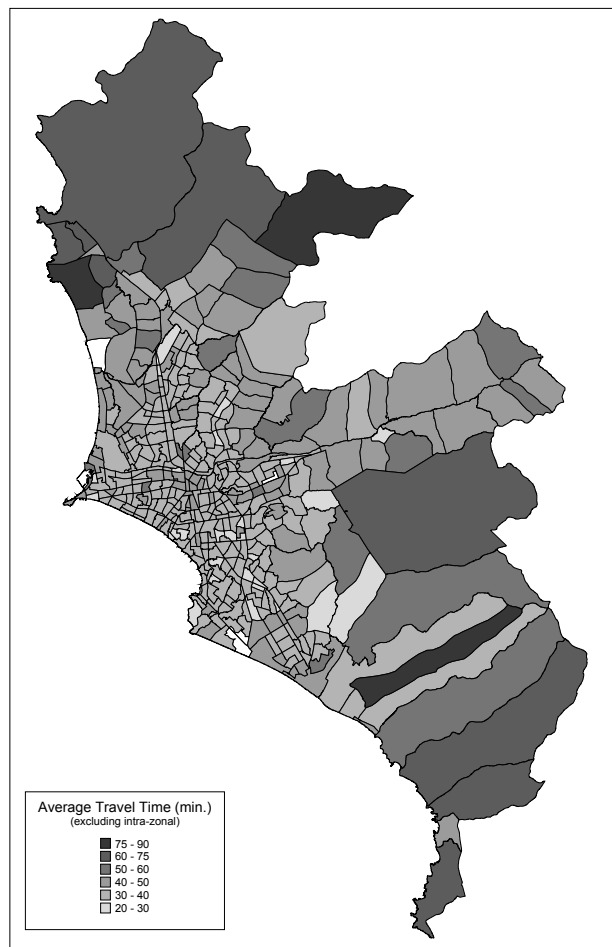 Average Travel Time (min.)
(excluding intra-zonal)
75 - 90
60 - 75
50 - 60
40 - 50
30 - 40
20 - 30